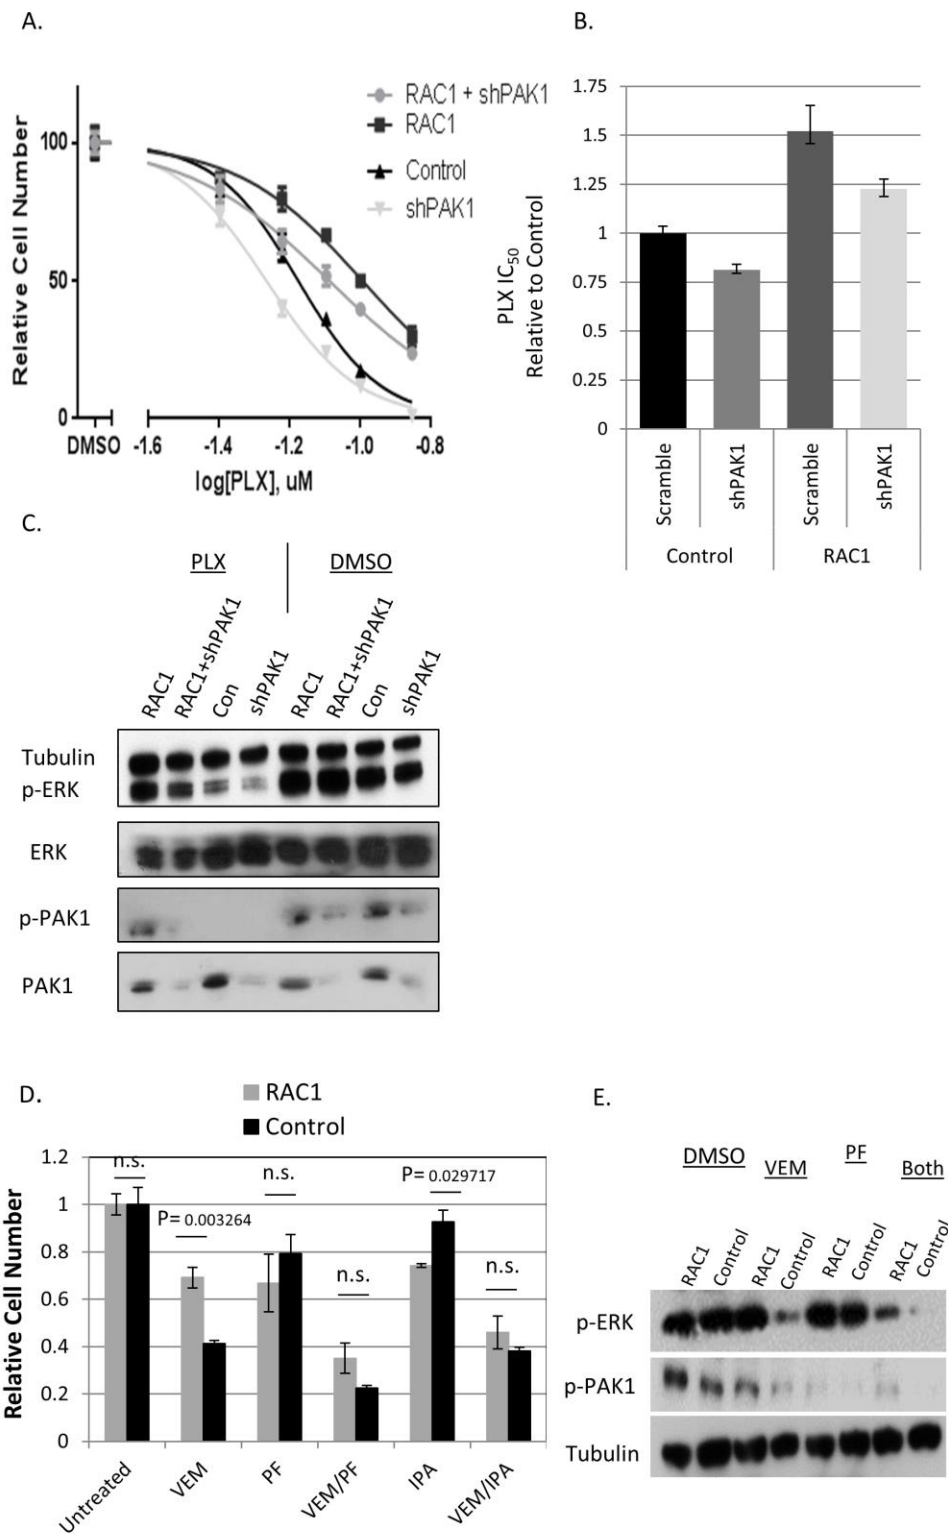 A.
RAC1 + shPAK1
RAC1
Control
shPAK1
Relative Cell Number
100
50
0
DMSO -1.6 -1.4 -1.2 -1.0 -0.8
log[PLX], uM
B.
PLX IC50
Relative to Control
1.75
1.5
1.25
1
0.75
0.5
0.25
0
Scramble shPAK1 Scramble shPAK1
Control RAC1
C.
PLX DMSO
RAC1 RAC1+shPAK1 Con shPAK1 RAC1 RAC1+shPAK1 Con shPAK1
Tubulin
p-ERK
ERK
p-PAK1
PAK1
D.
RAC1
Control
Relative Cell Number
1.2
1
0.8
0.6
0.4
0.2
0
n.s.
P= 0.003264
n.s.
n.s.
P= 0.029717
n.s.
Untreated VEM PF VEM/PF IPA VEM/IPA
E.
DMSO VEM PF Both
RAC1 Control RAC1 Control RAC1 Control RAC1 Control
p-ERK
p-PAK1
Tubulin